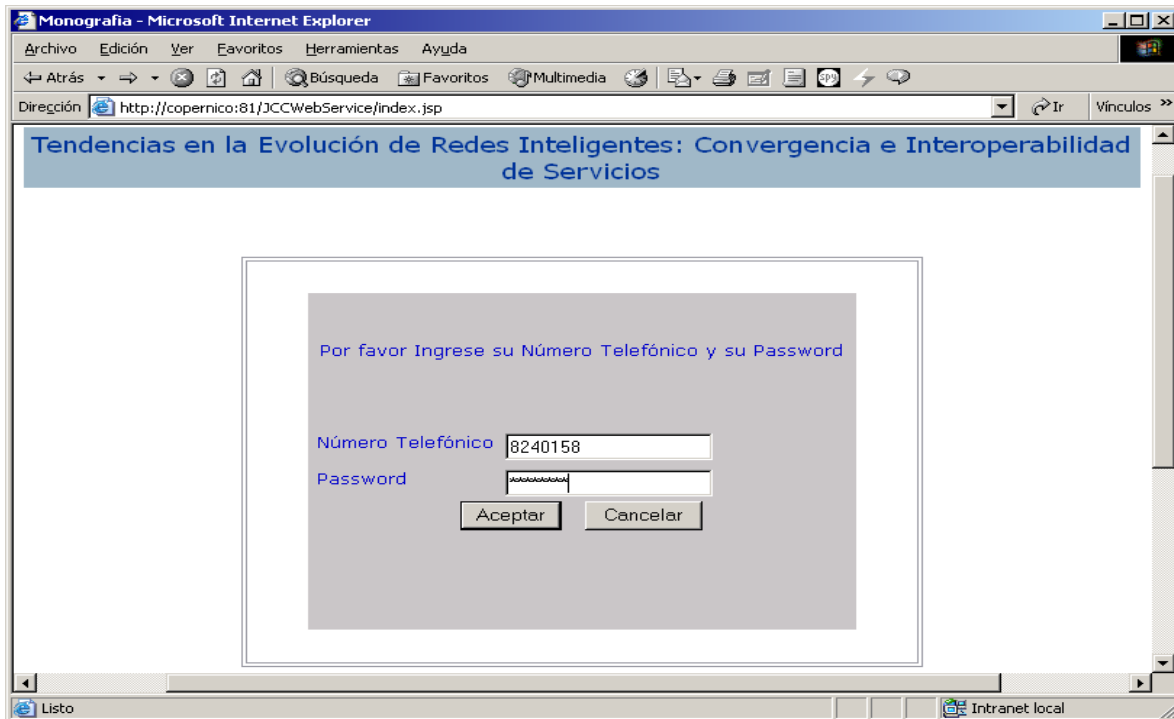 Monografia - Microsoft Internet Explorer
Archivo Edición Ver Favoritos Herramientas Ayuda
Atrás Búsqueda Favoritos Multimedia SPY
Dirección http://copernico:81/JCCWebService/index.jsp Ir Vínculos »
Tendencias en la Evolución de Redes Inteligentes: Convergencia e Interoperabilidad
de Servicios
Por favor Ingrese su Número Telefónico y su Password
Número Telefónico 8240158
Password *********
Aceptar Cancelar
Listo Intranet local